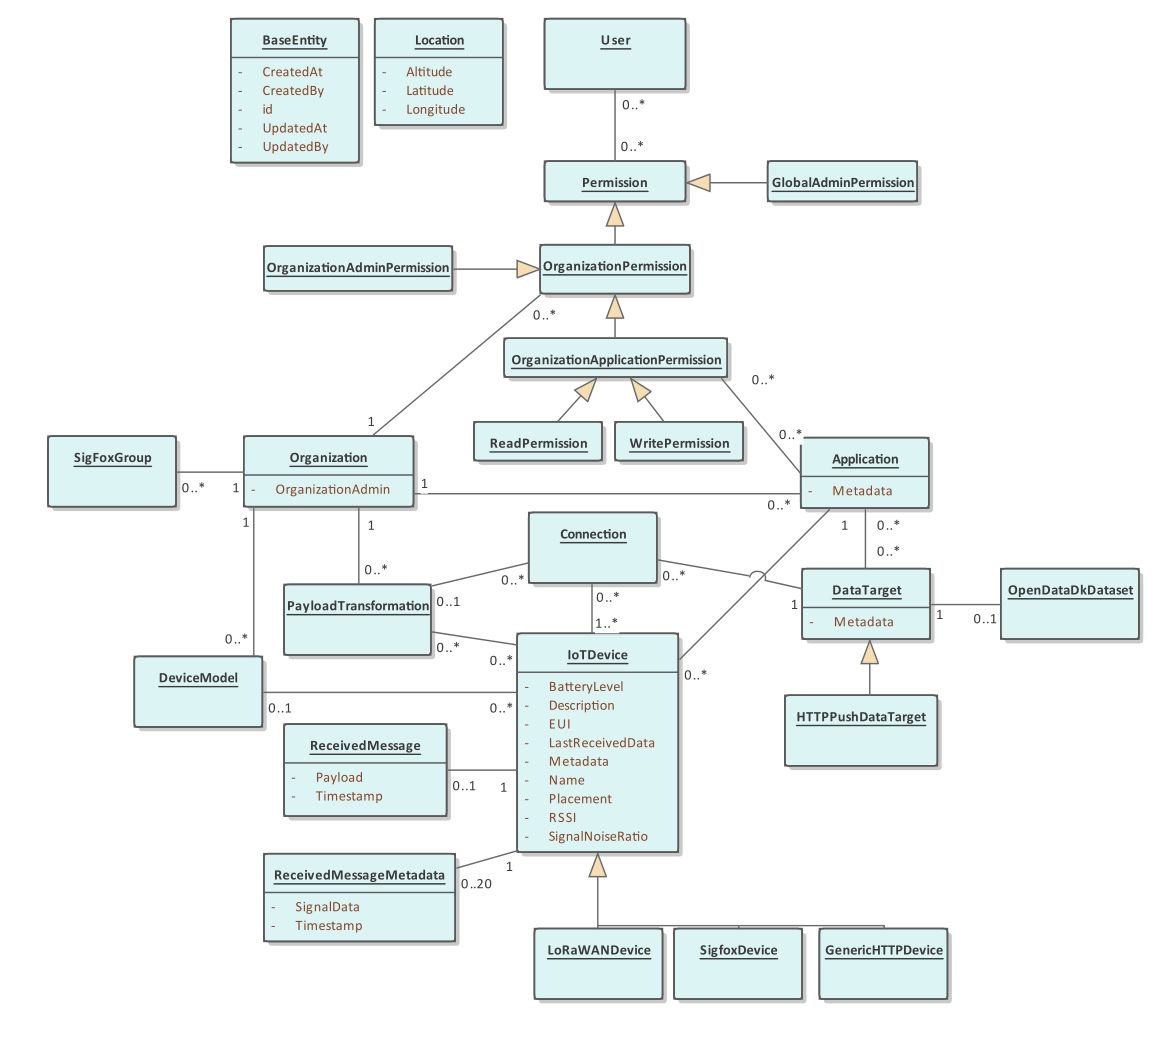 BaseEntity
- CreatedAt
- CreatedBy
- id
- UpdatedAt
- UpdatedBy
Location
- Altitude
- Latitude
- Longitude
User
0..*
0..*
Permission
GlobalAdminPermission
OrganizationAdminPermission
OrganizationPermission
0..*
1
OrganizationApplicationPermission
0..*
0..*
ReadPermission
WritePermission
SigFoxGroup
0..*
1
Organization
- OrganizationAdmin
1
0..*
1
0..*
1
0..*
Application
- Metadata
1
0..*
0..*
0..*
Connection
0..*
0..1
0..*
1
0..*
1..*
PayloadTransformation
0..*
0..*
DataTarget
- Metadata
1
0..1
OpenDataDkDataset
HTTPPushDataTarget
DeviceModel
0..1
0..*
IoTDevice
- BatteryLevel
- Description
- EUI
- LastReceivedData
- Metadata
- Name
- Placement
- RSSI
- SignalNoiseRatio
ReceivedMessage
- Payload
- Timestamp
0..1
1
ReceivedMessageMetadata
- SignalData
- Timestamp
0..20
1
LoRaWANDevice
SigfoxDevice
GenericHTTPDevice